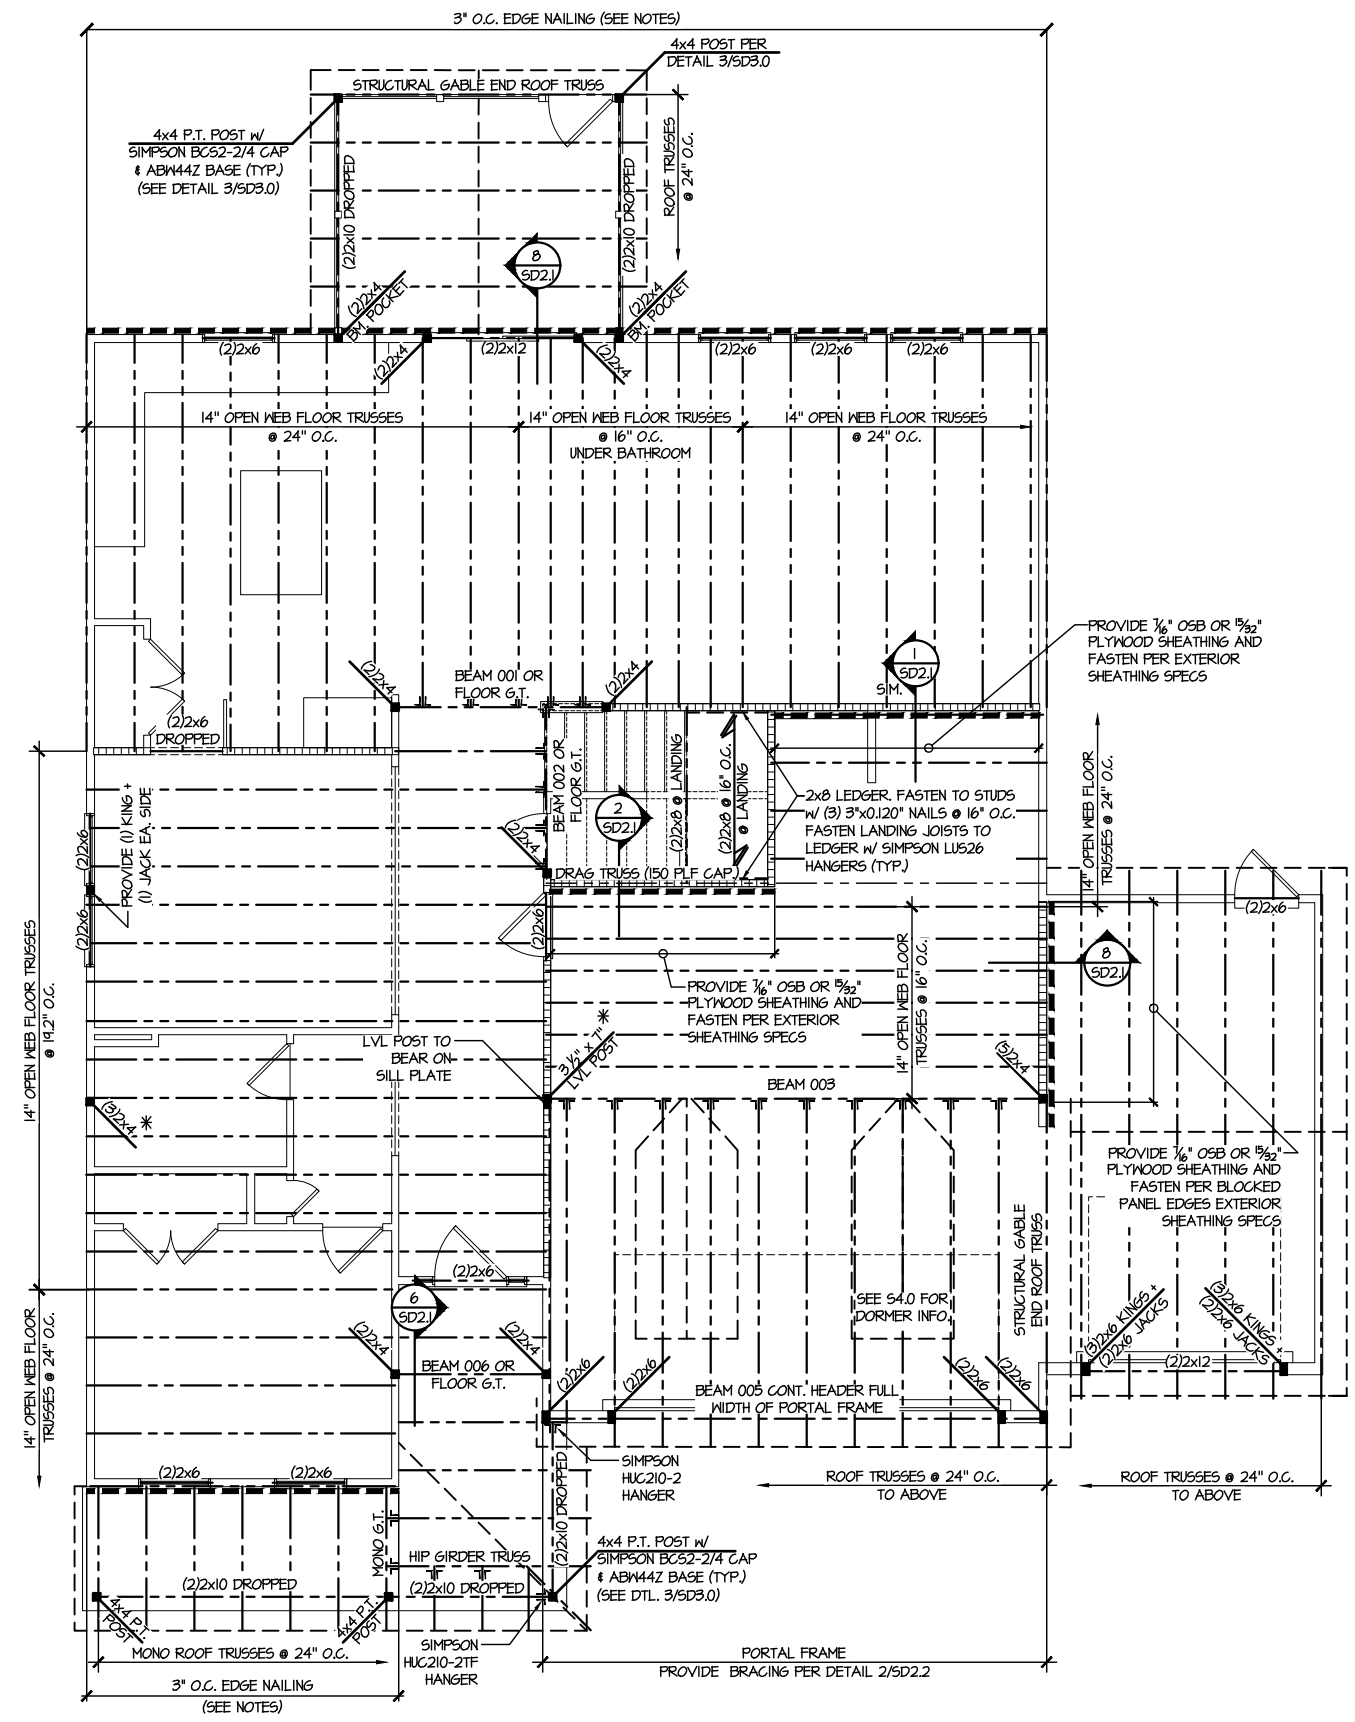 3" O.C. EDGE NAILING (SEE NOTES)
4x4 POST PER
DETAIL 3/SD3.0
STRUCTURAL GABLE END ROOF TRUSS
4x4 P.T. POST W/
SIMPSON BCS2-2/4 CAP
& ABW44Z BASE (TYP.)
(SEE DETAIL 3/SD3.0)
(2)2x10 DROPPED
(2)2x10 DROPPED
ROOF TRUSSES
@ 24" O.C.
8
SD2.1
(2)2x4
BM. POCKET
(2)2x4
BM. POCKET
(2)2x6
(2)2x4
(2)2x12
(2)2x4
(2)2x6
(2)2x6
(2)2x6
14" OPEN WEB FLOOR TRUSSES
@ 24" O.C.
14" OPEN WEB FLOOR TRUSSES
@ 16" O.C.
UNDER BATHROOM
14" OPEN WEB FLOOR TRUSSES
@ 24" O.C.
PROVIDE 7/16" OSB OR 15/32"
PLYWOOD SHEATHING AND
FASTEN PER EXTERIOR
SHEATHING SPECS
1
SD2.1
SIM.
(2)2x4
BEAM 001 OR
FLOOR G.T.
(2)2x4
(2)2x6
DROPPED
BEAM 002 OR
FLOOR G.T.
(2)2x8 @ LANDING
(2)2x8 @ 16" O.C.
@ LANDING
2
SD2.1
(2)2x4
2x8 LEDGER. FASTEN TO STUDS
W/ (3) 3"x0.120" NAILS @ 16" O.C.
FASTEN LANDING JOISTS TO
LEDGER W/ SIMPSON LUS26
HANGERS (TYP.)
14" OPEN WEB FLOOR
TRUSSES @ 24" O.C.
DRAG TRUSS (150 PLF CAP.)
(2)2x6
PROVIDE (1) KING +
(1) JACK EA. SIDE
(2)2x6
(2)2x6
(2)2x6
8
SD2.1
14" OPEN WEB FLOOR TRUSSES
@ 19.2" O.C.
14" OPEN WEB FLOOR
TRUSSES @ 16" O.C.
PROVIDE 7/16" OSB OR 15/32"
PLYWOOD SHEATHING AND
FASTEN PER EXTERIOR
SHEATHING SPECS
LVL POST TO
BEAR ON
SILL PLATE
3 1/2" x 7" *
LVL POST
(5)2x4
BEAM 003
(3)2x4 *
PROVIDE 7/16" OSB OR 15/32"
PLYWOOD SHEATHING AND
FASTEN PER BLOCKED
PANEL EDGES EXTERIOR
SHEATHING SPECS
STRUCTURAL GABLE
END ROOF TRUSS
(2)2x6
6
SD2.1
SEE S4.0 FOR
DORMER INFO.
(3)2x6 KINGS +
(2)2x6 JACKS
(3)2x6 KINGS +
(2)2x6 JACKS
(2)2x12
14" OPEN WEB FLOOR
TRUSSES @ 24" O.C.
(2)2x4
(2)2x4
BEAM 006 OR
FLOOR G.T.
(2)2x6
(2)2x6
(2)2x6
(2)2x6
BEAM 005 CONT. HEADER FULL
WIDTH OF PORTAL FRAME
(2)2x6
(2)2x6
SIMPSON
HUC210-2
HANGER
ROOF TRUSSES @ 24" O.C.
TO ABOVE
ROOF TRUSSES @ 24" O.C.
TO ABOVE
MONO G.T.
(2)2x10 DROPPED
HIP GIRDER TRUSS
(2)2x10 DROPPED
(2)2x10 DROPPED
4x4 P.T. POST W/
SIMPSON BCS2-2/4 CAP
& ABW44Z BASE (TYP.)
(SEE DTL. 3/SD3.0)
4x4 P.T.
POST
4x4 P.T.
POST
SIMPSON
HUC210-2TF
HANGER
MONO ROOF TRUSSES @ 24" O.C.
PORTAL FRAME
PROVIDE BRACING PER DETAIL 2/SD2.2
3" O.C. EDGE NAILING
(SEE NOTES)